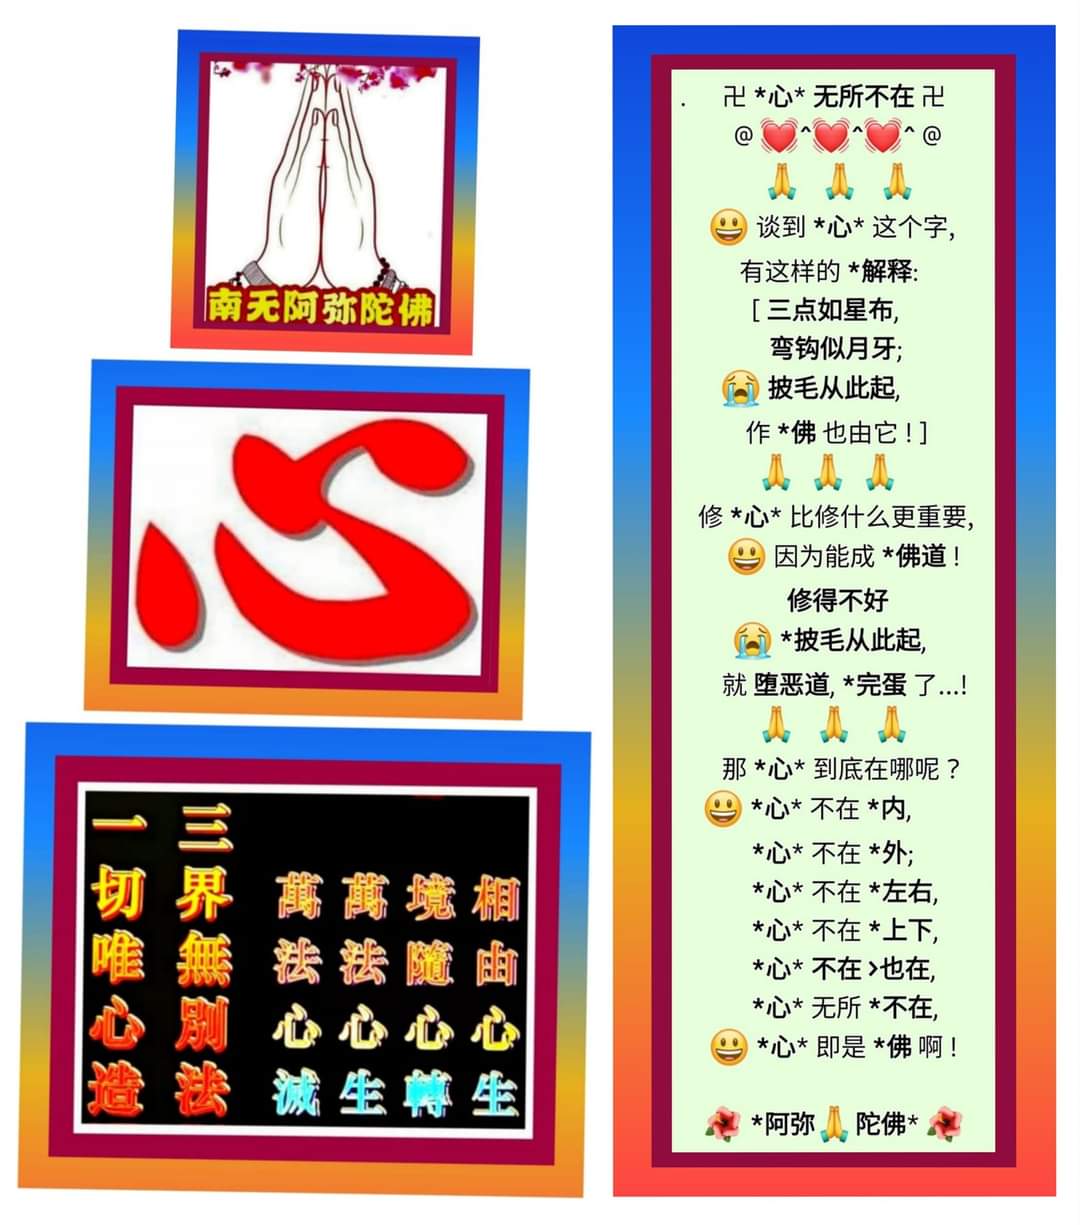 南无阿弥陀佛
心
相由心生
境隨心轉
萬法心生
萬法心滅
三界無別法
一切唯心造
. 卍 *心* 无所不在 卍
@ 💓^💓^💓^ @
🙏 🙏 🙏
😃 谈到 *心* 这个字,
有这样的 *解释:
[ 三点如星布,
弯钩似月牙;
😭 披毛从此起,
作 *佛 也由它 ! ]
🙏 🙏 🙏
修 *心* 比修什么更重要,
😃 因为能成 *佛道 !
修得不好
😭 *披毛从此起,
就 堕恶道, *完蛋 了...!
🙏 🙏 🙏
那 *心* 到底在哪呢 ?
😃 *心* 不在 *内,
*心* 不在 *外;
*心* 不在 *左右,
*心* 不在 *上下,
*心* 不在 >也在,
*心* 无所 *不在,
😃 *心* 即是 *佛 啊 !
🌺 *阿弥🙏 陀佛* 🌺